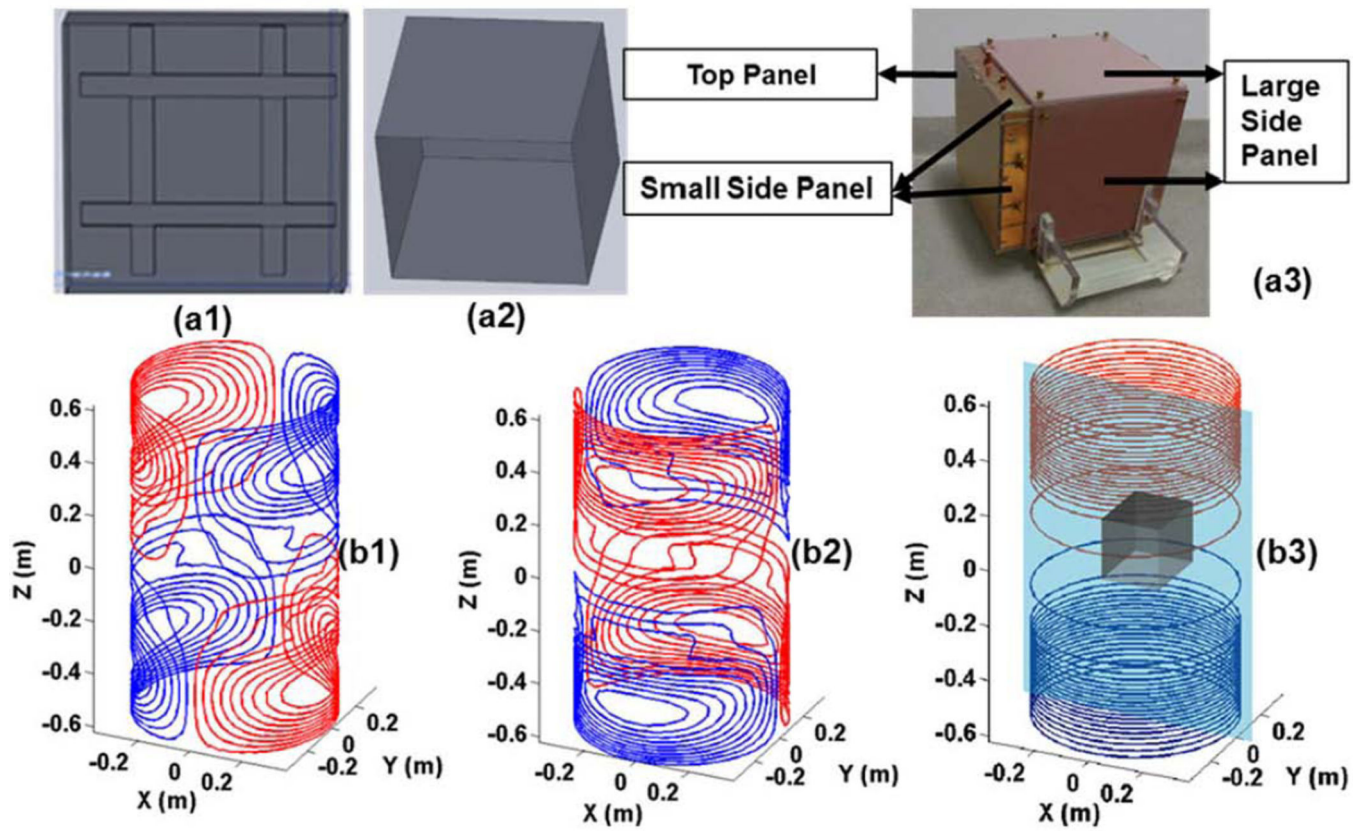 Top Panel
Small Side Panel
Large
Side
Panel
(a1)
(a2)
(a3)
0.6
0.4
0.2
0
-0.2
-0.4
-0.6
Z (m)
-0.2
0
0.2
X (m)
-0.2
0
0.2
Y (m)
(b1)
0.6
0.4
0.2
0
-0.2
-0.4
-0.6
Z (m)
-0.2
0
0.2
X (m)
-0.2
0
0.2
Y (m)
(b2)
0.6
0.4
0.2
0
-0.2
-0.4
-0.6
Z (m)
-0.2
0
0.2
X (m)
-0.2
0
0.2
Y (m)
(b3)